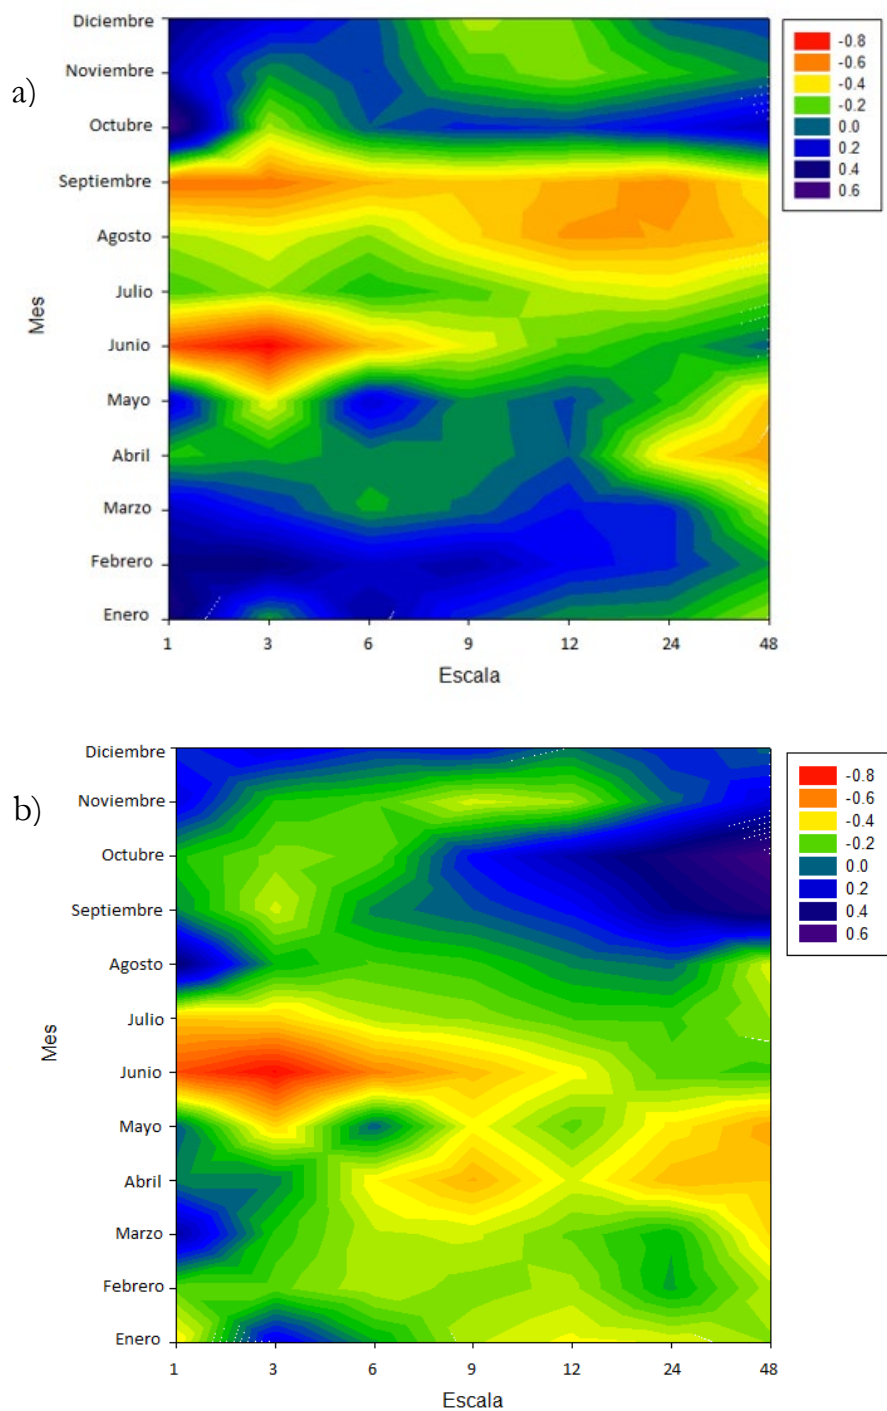 a)
Diciembre
Noviembre
Octubre
Septiembre
Agosto
Julio
Junio
Mayo
Abril
Marzo
Febrero
Enero
Mes
1 3 6 9 12 24 48
Escala
-0.8
-0.6
-0.4
-0.2
0.0
0.2
0.4
0.6
b)
Diciembre
Noviembre
Octubre
Septiembre
Agosto
Julio
Junio
Mayo
Abril
Marzo
Febrero
Enero
Mes
1 3 6 9 12 24 48
Escala
-0.8
-0.6
-0.4
-0.2
0.0
0.2
0.4
0.6